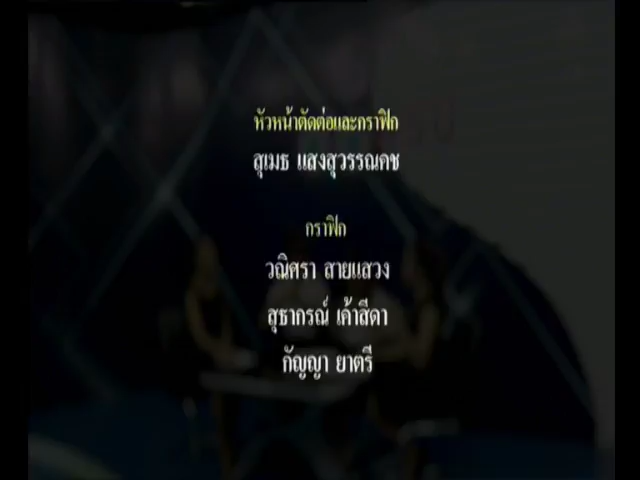 หัวหน้าตัดต่อและกราฟิก
สุเมธ แสงสุวรรณคช
กราฟิก
วณิศรา สายแสวง
สุธากรณ์ เค้าสีดา
กัญญา ยาตรี